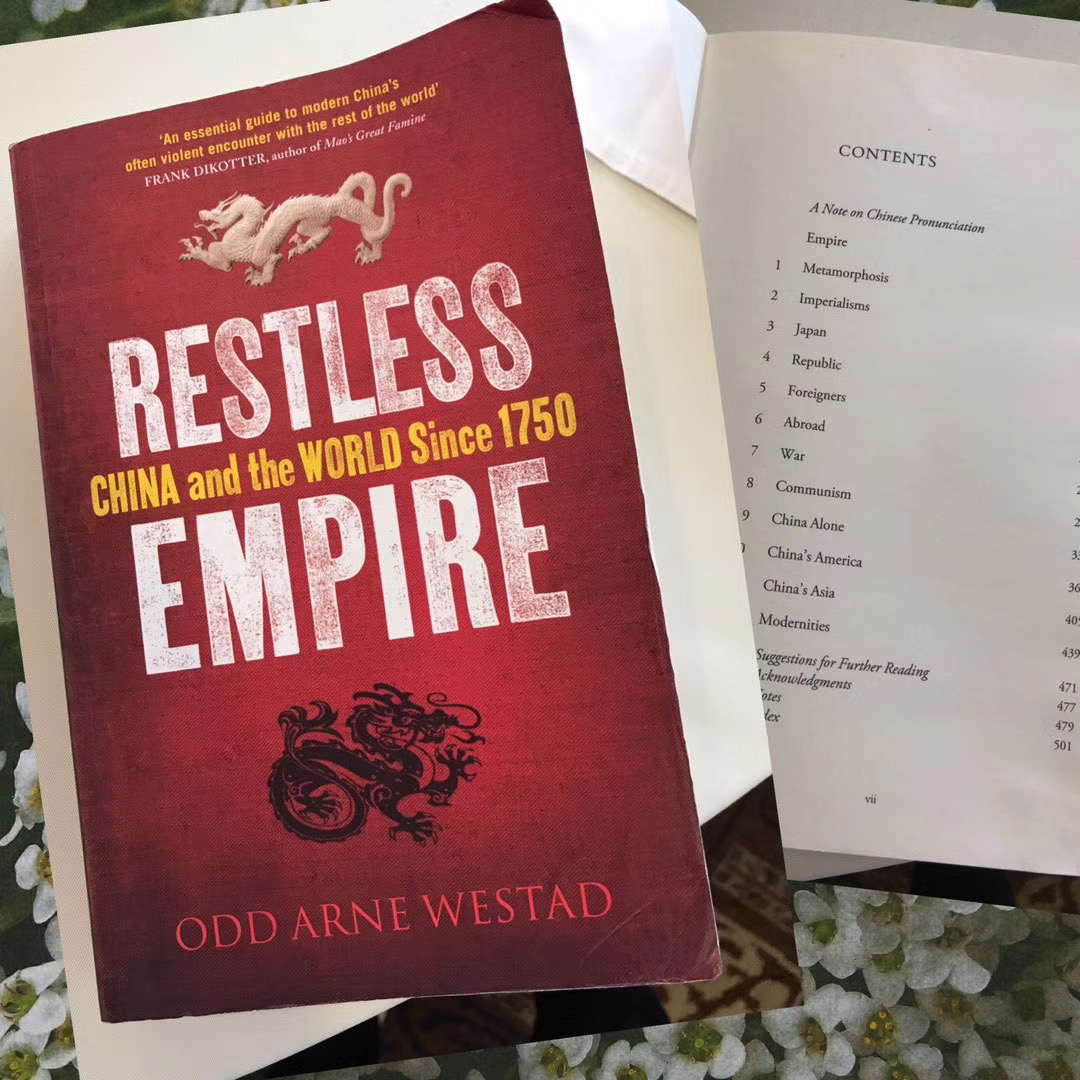 'An essential guide to modern China's
often violent encounter with the rest of the world'
FRANK DIKOTTER, author of Mao's Great Famine
RESTLESS
CHINA and the WORLD Since 1750
EMPIRE
ODD ARNE WESTAD
CONTENTS
A Note on Chinese Pronunciation
Empire
1 Metamorphosis
2 Imperialisms
3 Japan
4 Republic
5 Foreigners
6 Abroad
7 War
8 Communism
9 China Alone
China's America
China's Asia
Modernities
439
Suggestions for Further Reading 471
477
479
501
vii